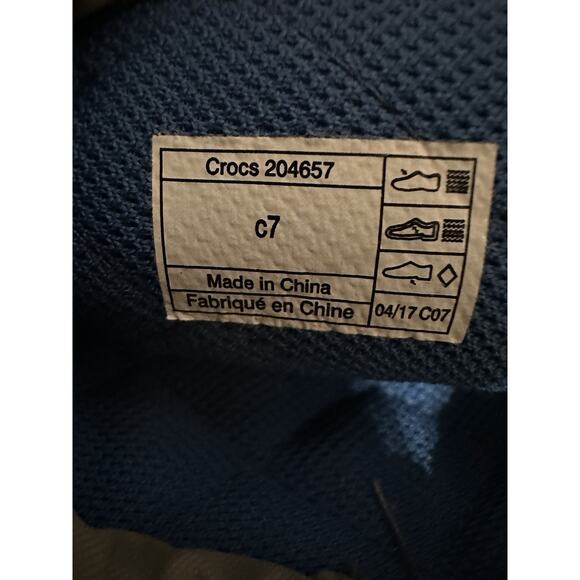 Crocs 204657
c7
Made in China
Fabriqué en Chine
04/17 C07